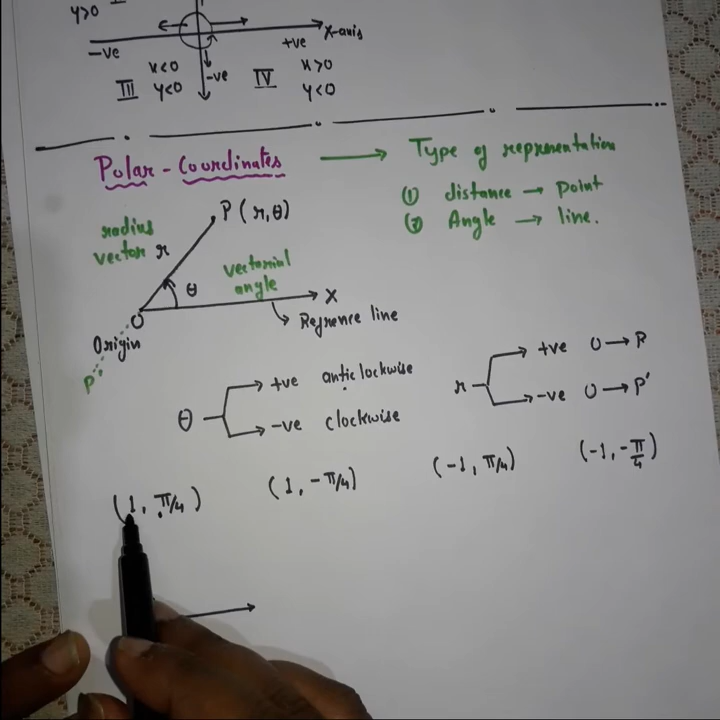 y>0
X-axis
-ve +ve
III x<0 y<0 -ve IV x>0 y<0
Polar - Coordinates → Type of representation
① distance → point
② Angle → line.
P (r, θ)
radius vector r
vectorial angle
θ
O X
Origin Refrence line
P'
θ +ve anticlockwise
-ve clockwise
r +ve O → P
-ve O → P'
(1, π/4) (1, -π/4) (-1, π/4) (-1, -π/4)